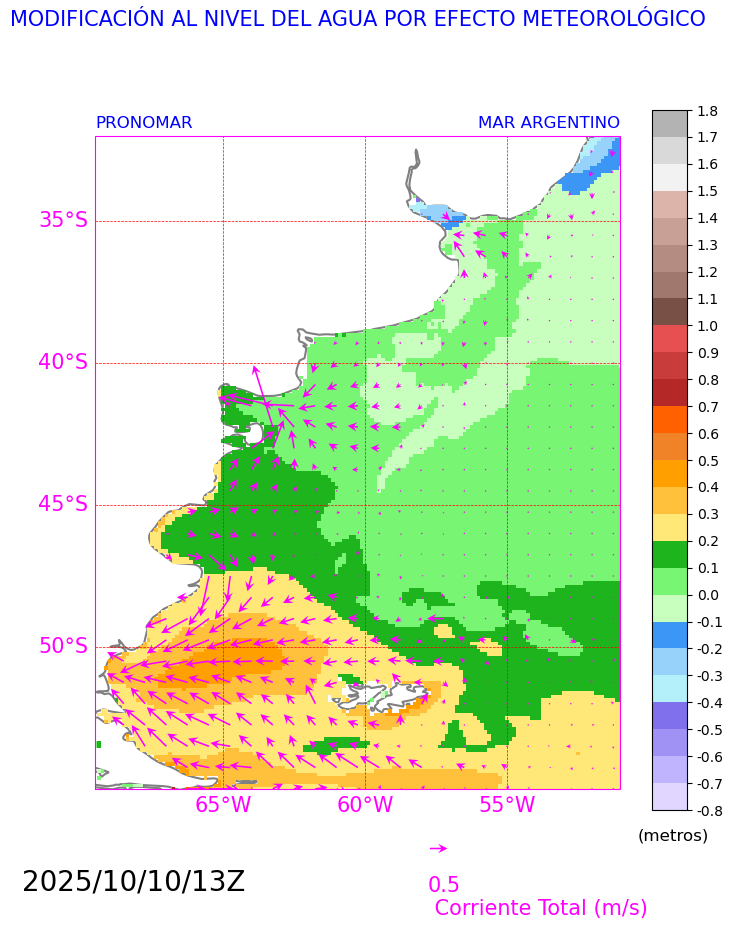 MODIFICACIÓN AL NIVEL DEL AGUA POR EFECTO METEOROLÓGICO
PRONOMAR MAR ARGENTINO
35°S
40°S
45°S
50°S
65°W 60°W 55°W
1.8
1.7
1.6
1.5
1.4
1.3
1.2
1.1
1.0
0.9
0.8
0.7
0.6
0.5
0.4
0.3
0.2
0.1
0.0
-0.1
-0.2
-0.3
-0.4
-0.5
-0.6
-0.7
-0.8
(metros)
2025/10/10/13Z
0.5
Corriente Total (m/s)